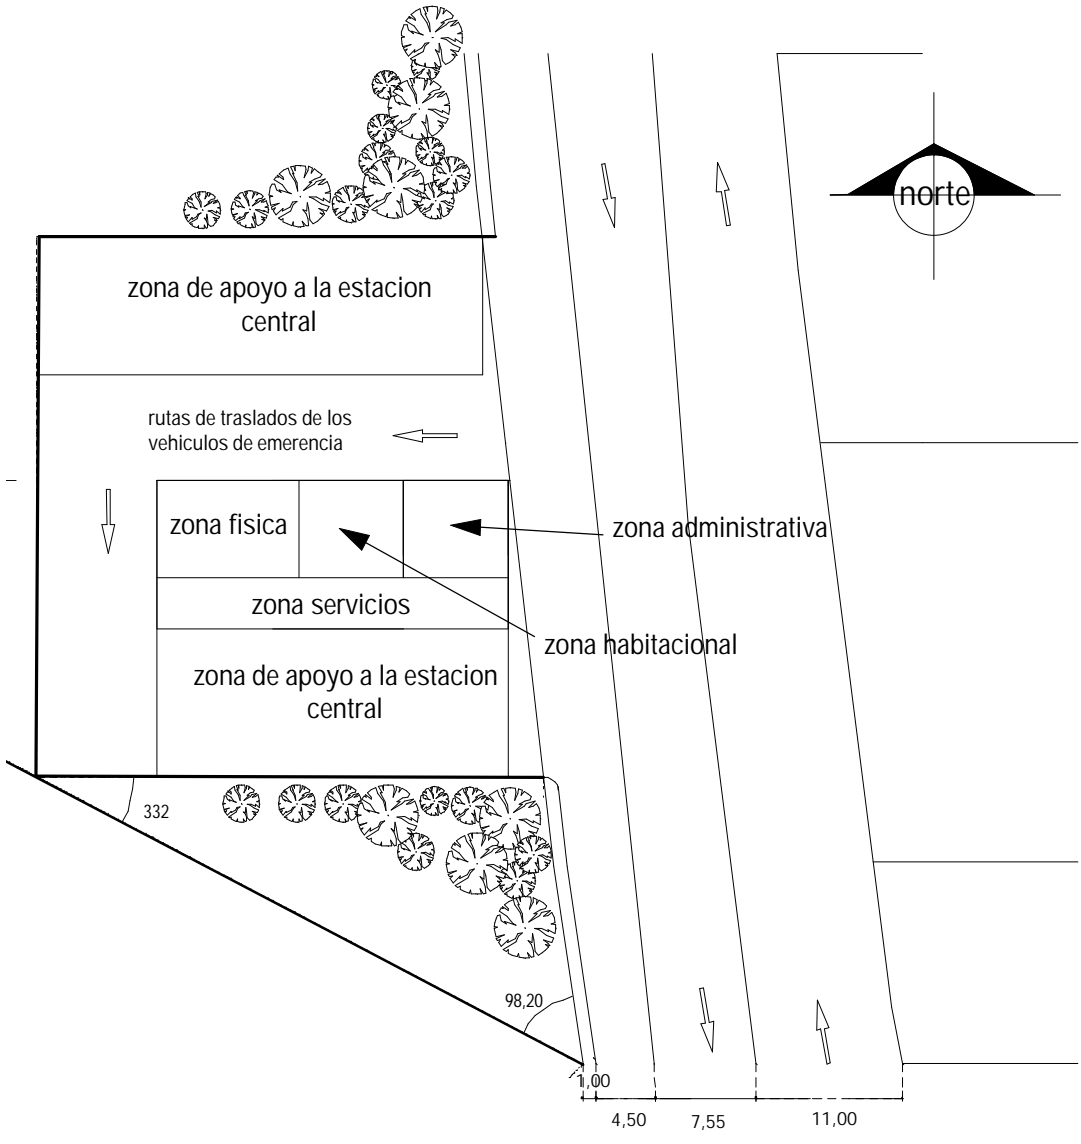 norte
zona de apoyo a la estacion
central
rutas de traslados de los
vehiculos de emerencia
zona fisica
zona administrativa
zona servicios
zona habitacional
zona de apoyo a la estacion
central
332
98,20
1,00
4,50
7,55
11,00